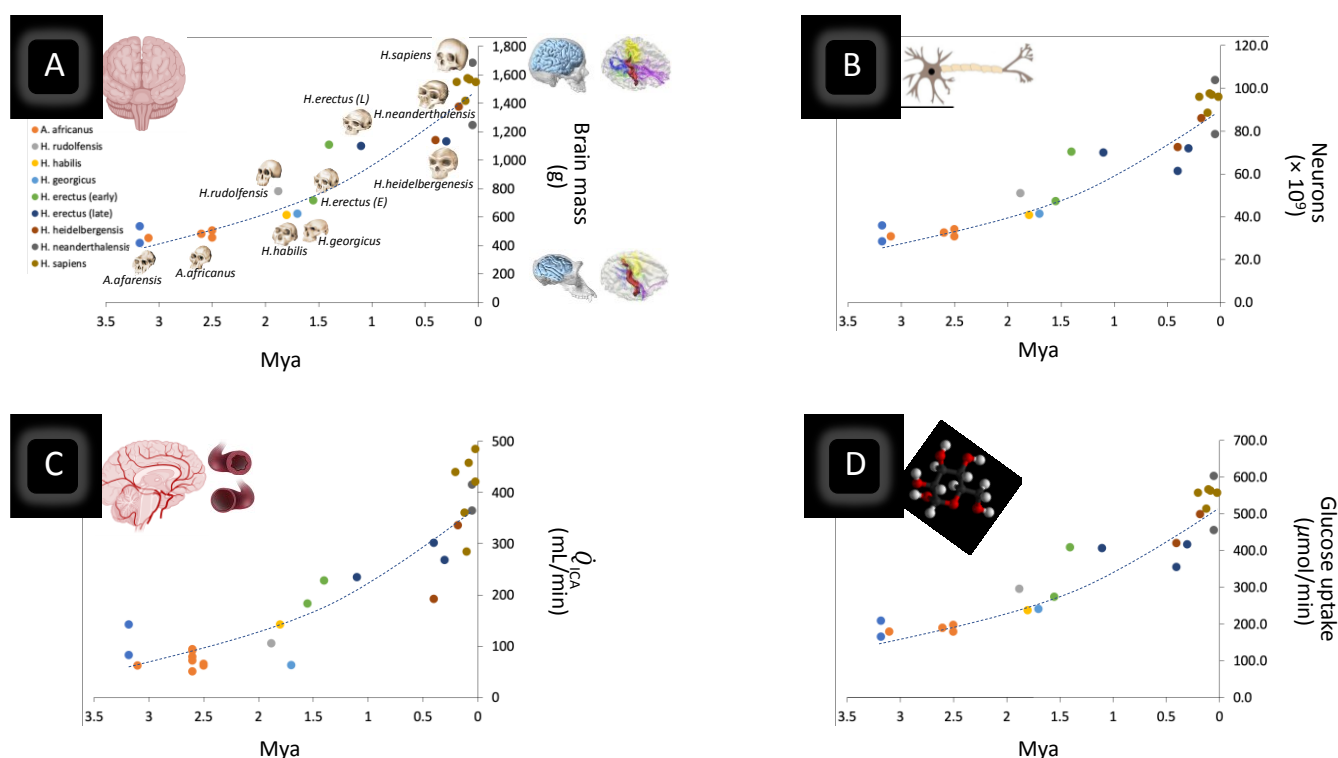 A
H.sapiens
H.erectus (L)
H.neanderthalensis
H.rudolfensis
H.heidelbergenesis
H.erectus (E)
H.georgicus
H.habilis
A.africanus
A.afarensis
A. africanus
H. rudolfensis
H. habilis
H. georgicus
H. erectus (early)
H. erectus (late)
H. heidelbergensis
H. neanderthalensis
H. sapiens
1,800
1,600
1,400
1,200
1,000
800
600
400
200
0
Brain mass
(g)
3.5 3 2.5 2 1.5 1 0.5 0
Mya
B
120.0
100.0
80.0
60.0
40.0
20.0
0.0
Neurons
(× 10⁹)
3.5 3 2.5 2 1.5 1 0.5 0
Mya
C
500
400
300
200
100
0
Q̇ICA
(mL/min)
3.5 3 2.5 2 1.5 1 0.5 0
Mya
D
700.0
600.0
500.0
400.0
300.0
200.0
100.0
0.0
Glucose uptake
(μmol/min)
3.5 3 2.5 2 1.5 1 0.5 0
Mya